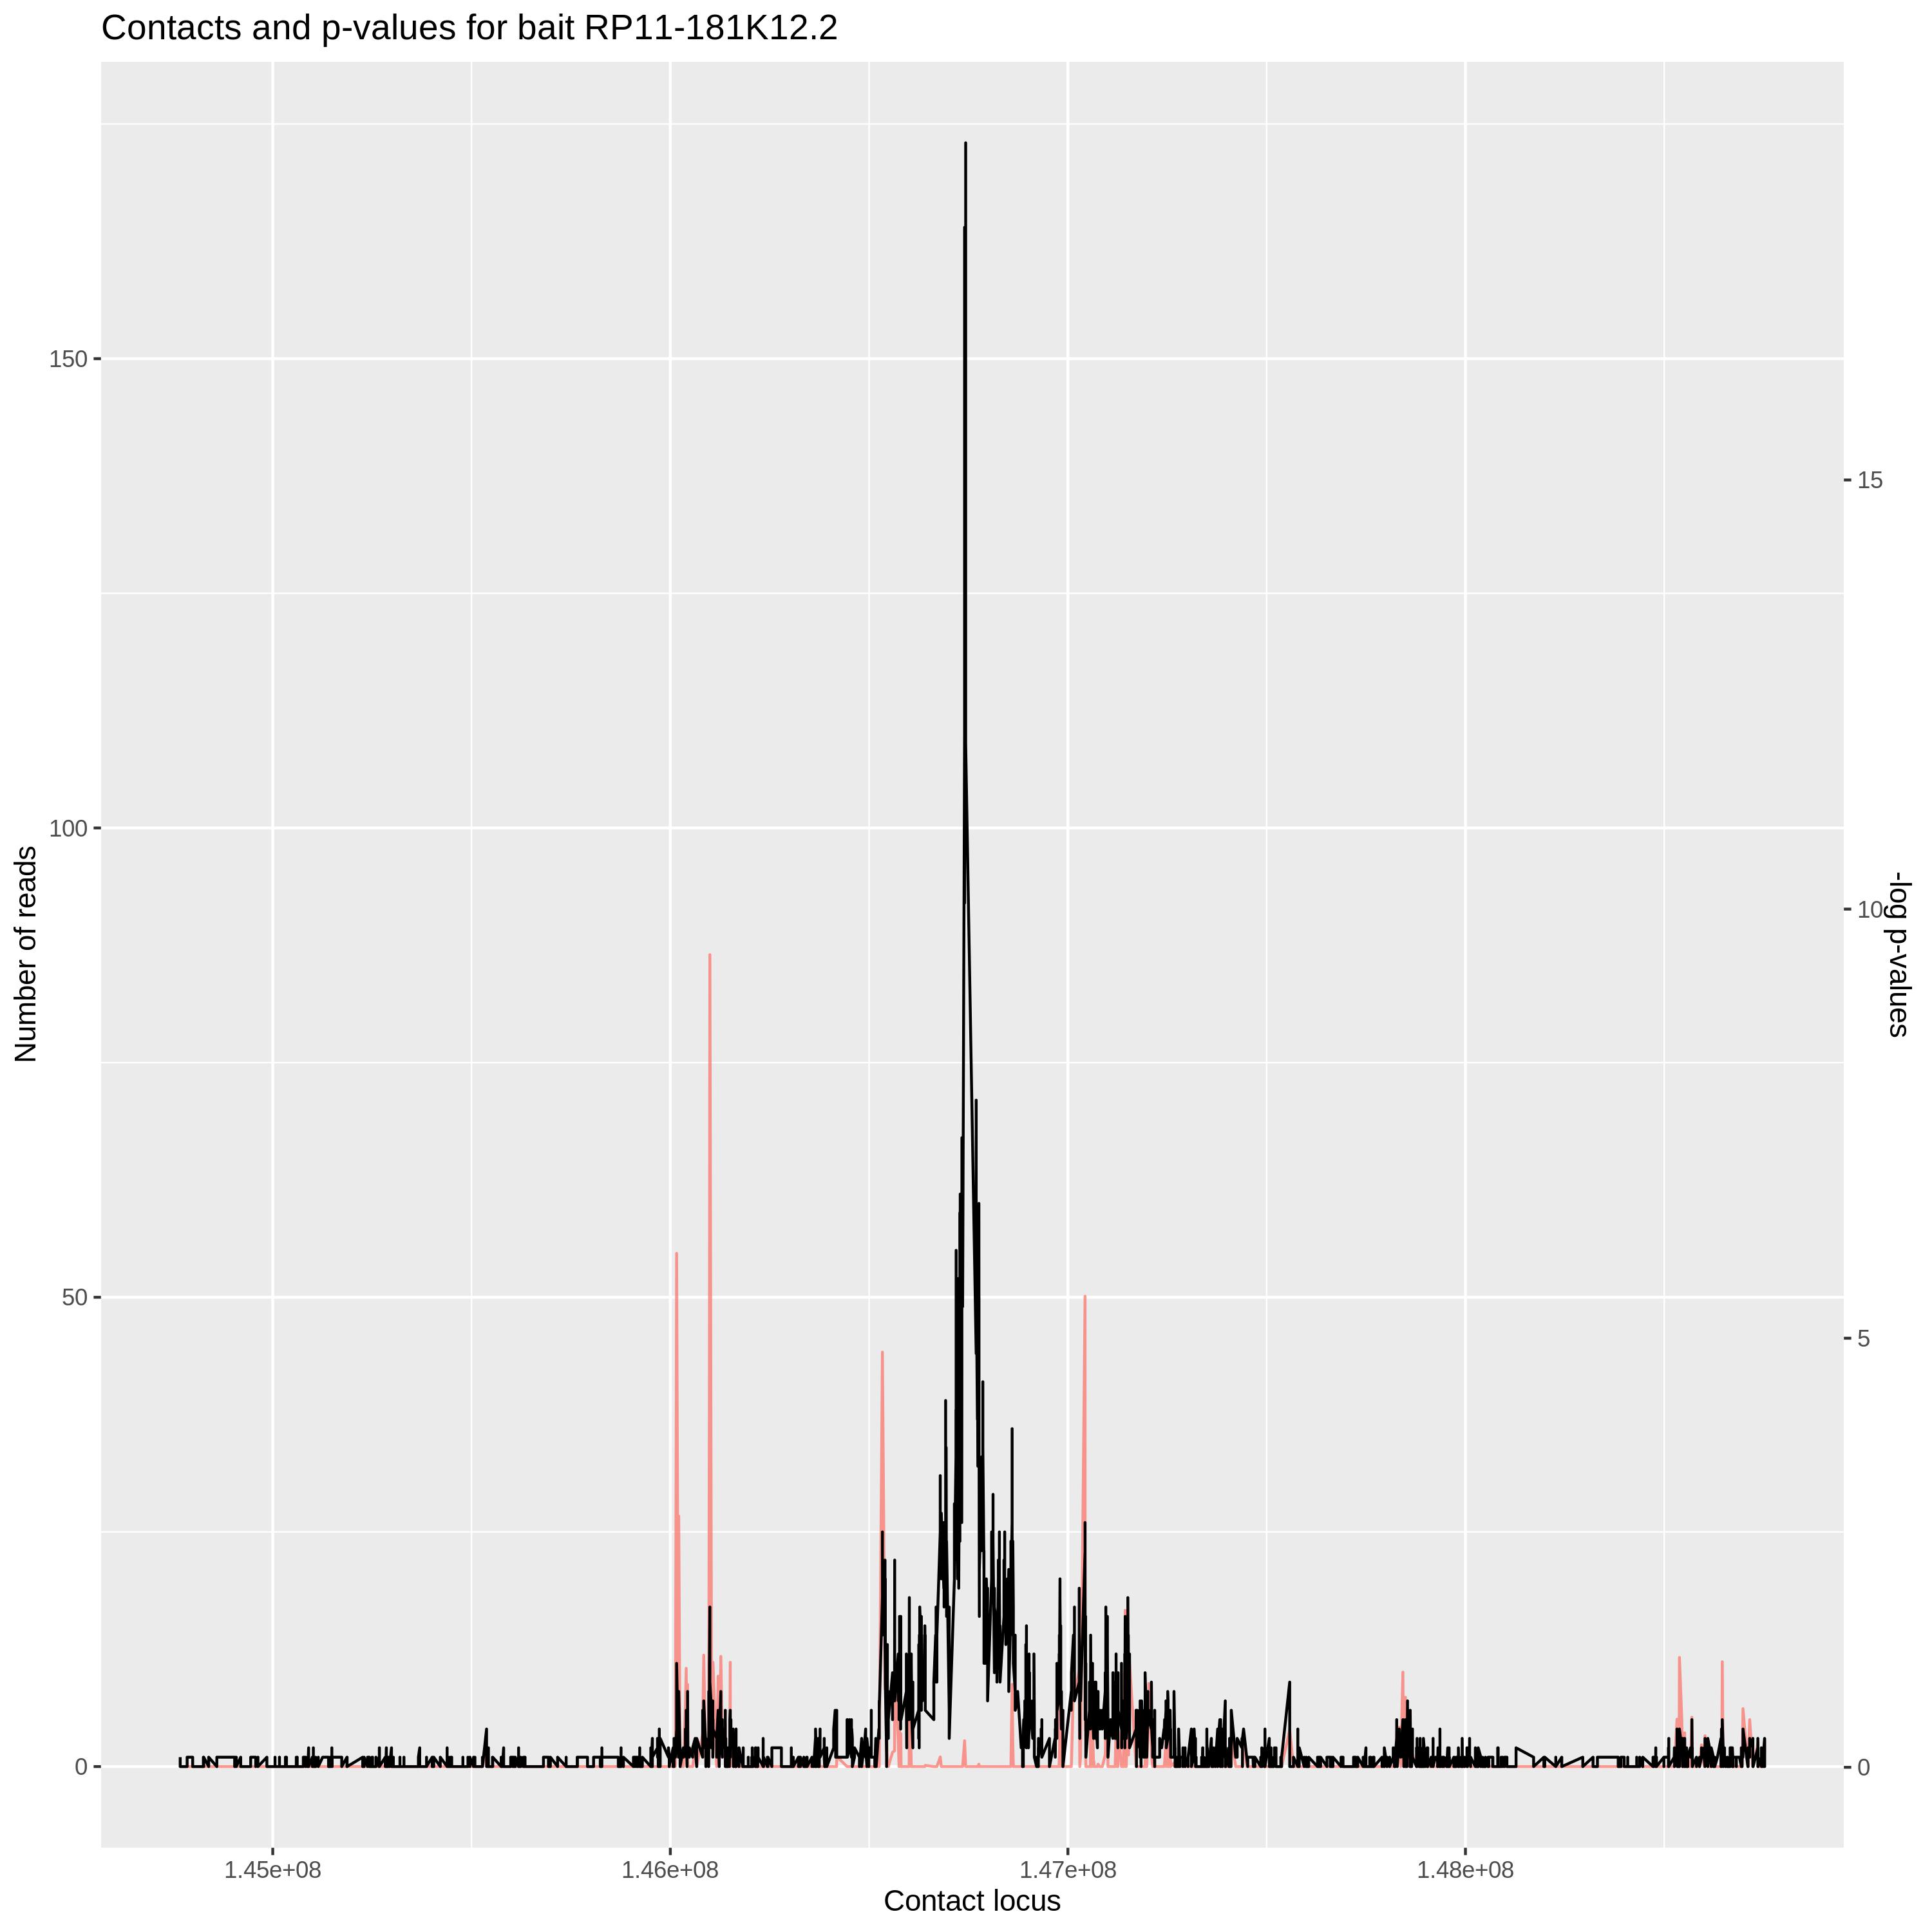 Contacts and p-values for bait RP11-181K12.2
150
100
50
0
Number of reads
15
10
5
0
-log p-values
1.45e+08
1.46e+08
1.47e+08
1.48e+08
Contact locus